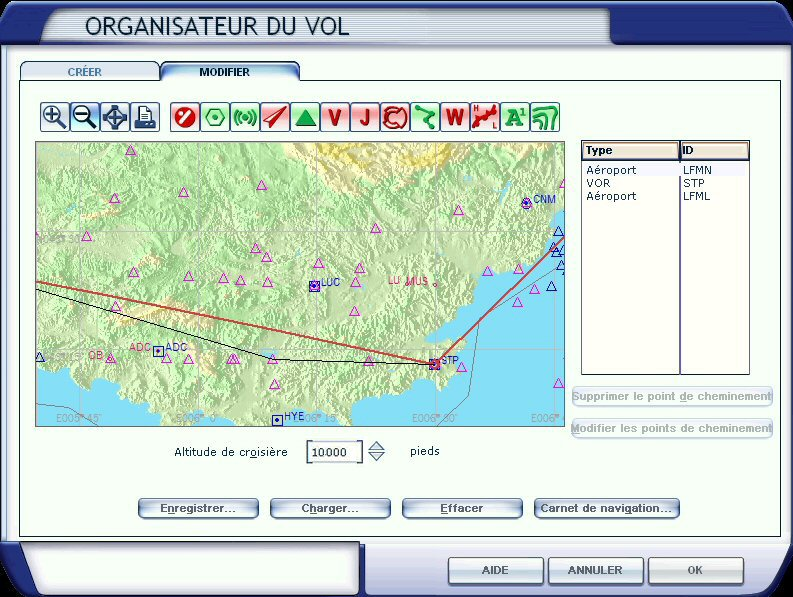 ORGANISATEUR DU VOL
CRÉER MODIFIER
V J W H L A1
Type ID
Aéroport LFMN
VOR STP
Aéroport LFML
CNM
LUC
LU MUS
ADC ADC
STP
HYE
E005° 45' E006° 0' E006° 15' E006° 30'
Supprimer le point de cheminement
Modifier les points de cheminement
Altitude de croisière 10000 pieds
Enregistrer... Charger... Effacer Carnet de navigation...
AIDE ANNULER OK